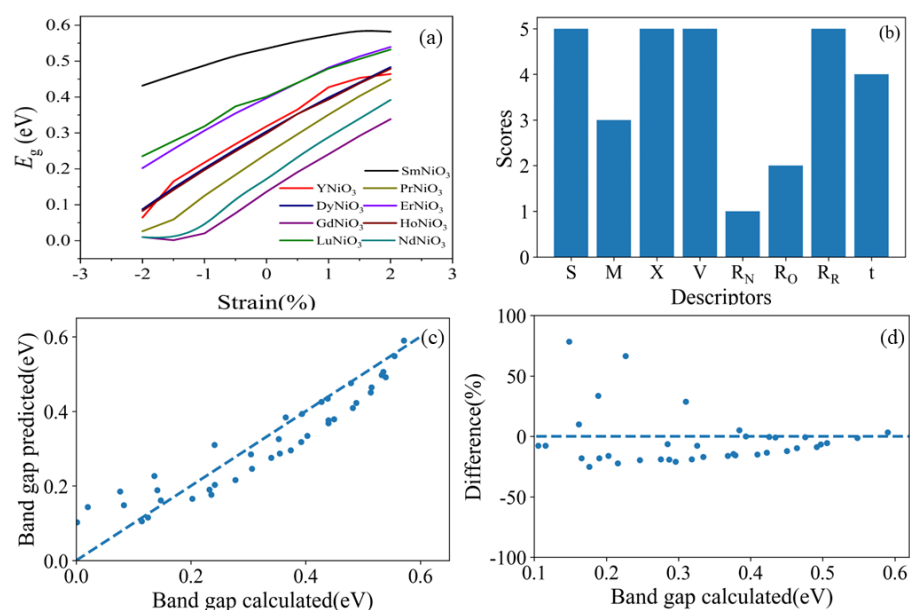 (a)
0.6
0.5
0.4
0.3
0.2
0.1
0.0
E_g (eV)
SmNiO3
YNiO3 PrNiO3
DyNiO3 ErNiO3
GdNiO3 HoNiO3
LuNiO3 NdNiO3
-3 -2 -1 0 1 2 3
Strain(%)
(b)
5
4
3
2
1
0
Scores
S M X V R_N R_O R_R t
Descriptors
(c)
0.6
0.4
0.2
0.0
Band gap predicted(eV)
0.0 0.2 0.4 0.6
Band gap calculated(eV)
(d)
100
50
0
-50
-100
Difference(%)
0.1 0.2 0.3 0.4 0.5 0.6
Band gap calculated(eV)